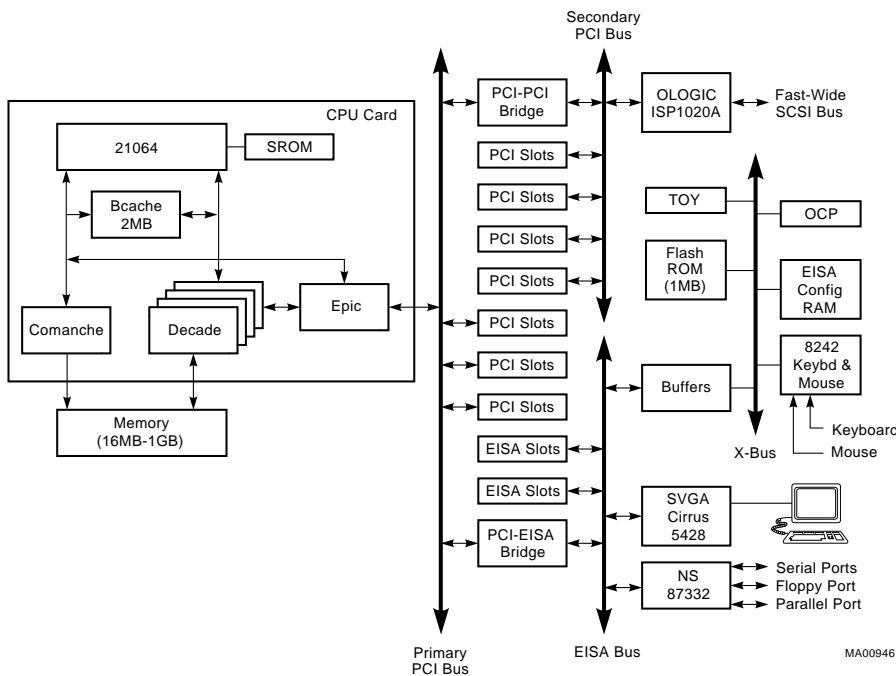 Secondary
PCI Bus
CPU Card
21064
SROM
Bcache
2MB
Comanche
Decade
Epic
Memory
(16MB-1GB)
PCI-PCI
Bridge
PCI Slots
PCI Slots
PCI Slots
PCI Slots
PCI Slots
PCI Slots
PCI Slots
EISA Slots
EISA Slots
PCI-EISA
Bridge
Primary
PCI Bus
OLOGIC
ISP1020A
Fast-Wide
SCSI Bus
TOY
OCP
Flash
ROM
(1MB)
EISA
Config
RAM
8242
Keybd &
Mouse
Buffers
Keyboard
Mouse
X-Bus
SVGA
Cirrus
5428
NS
87332
Serial Ports
Floppy Port
Parallel Port
EISA Bus
MA00946